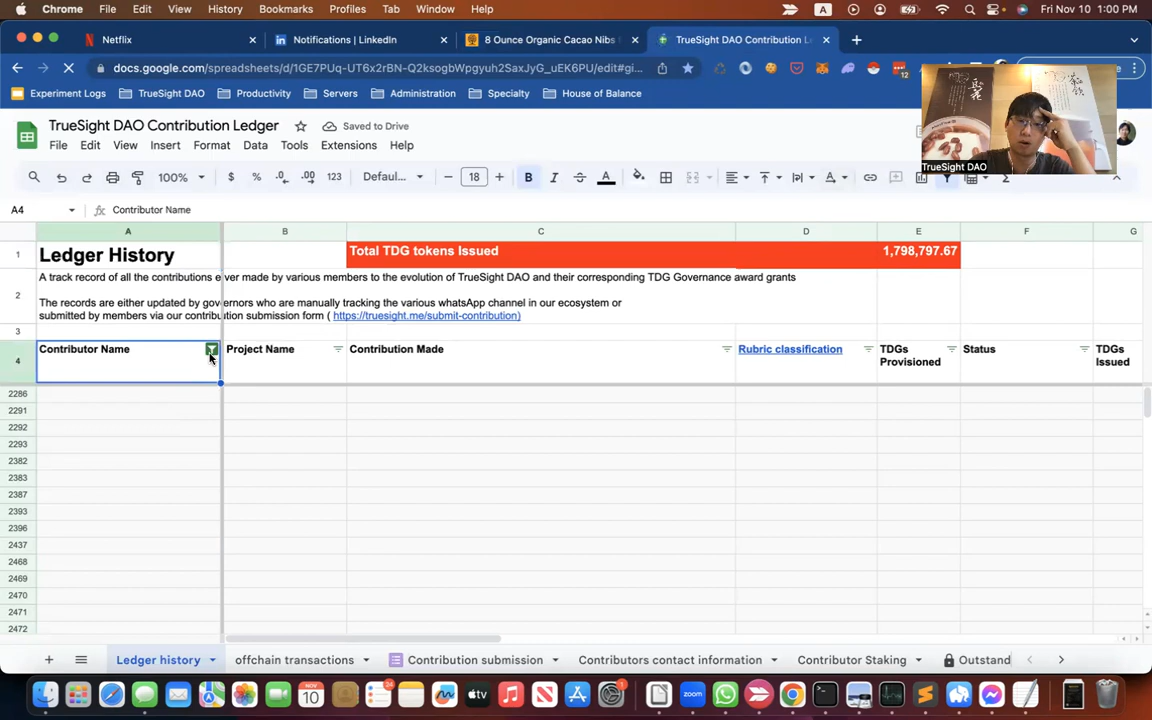 Chrome File Edit View History Bookmarks Profiles Tab Window Help A Fri Nov 10 1:00 PM
Netflix Notifications | LinkedIn 8 Ounce Organic Cacao Nibs TrueSight DAO Contribution Le
docs.google.com/spreadsheets/d/1GE7PUq-UT6x2rBN-Q2ksogbWpgyuh2SaxJyG_uEK6PU/edit#gi... 12
Experiment Logs TrueSight DAO Productivity Servers Administration Specialty House of Balance
TrueSight DAO Contribution Ledger Saved to Drive
File Edit View Insert Format Data Tools Extensions Help
TrueSight DAO
100% $ % .0 .00 123 Defaul... 18 B I A
A4 fx Contributor Name
A B C D E F G
1 Ledger History Total TDG tokens Issued 1,798,797.67
A track record of all the contributions ever made by various members to the evolution of TrueSight DAO and their corresponding TDG Governance award grants
2
The records are either updated by governors who are manually tracking the various whatsApp channel in our ecosystem or
submitted by members via our contribution submission form ( https://truesight.me/submit-contribution)
3
4 Contributor Name Project Name Contribution Made Rubric classification TDGs Provisioned Status TDGs Issued
2286
2291
2292
2293
2382
2383
2387
2393
2396
2467
2468
2469
2470
2471
2472
Ledger history offchain transactions Contribution submission Contributors contact information Contributor Staking Outstand
NOV 10